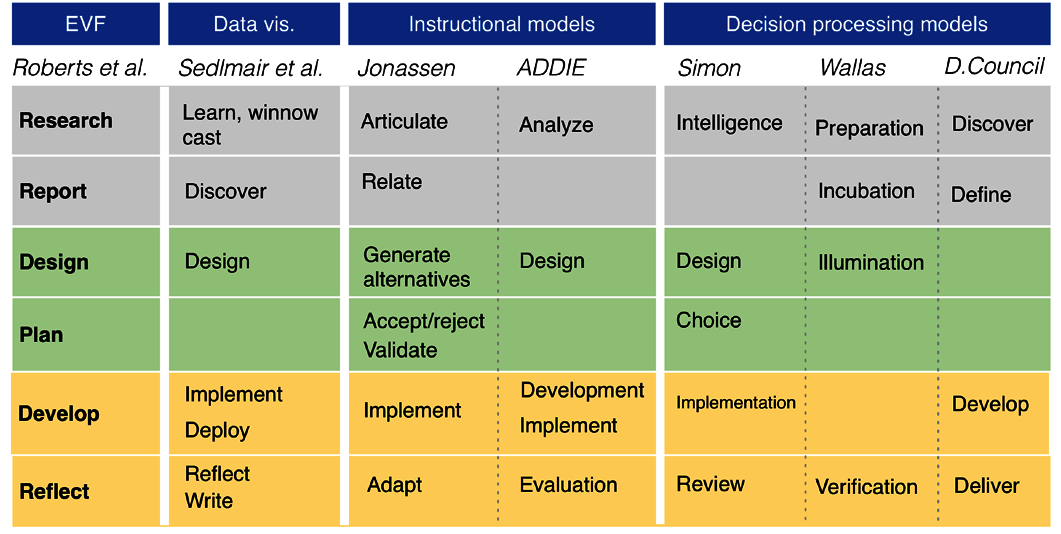 EVF Data vis. Instructional models Decision processing models
Roberts et al. Sedlmair et al. Jonassen ADDIE Simon Wallas D.Council
Research Learn, winnow cast Articulate Analyze Intelligence Preparation Discover
Report Discover Relate Incubation Define
Design Design Generate alternatives Design Design Illumination
Plan Accept/reject Validate Choice
Develop Implement Deploy Implement Development Implement Implementation Develop
Reflect Reflect Write Adapt Evaluation Review Verification Deliver